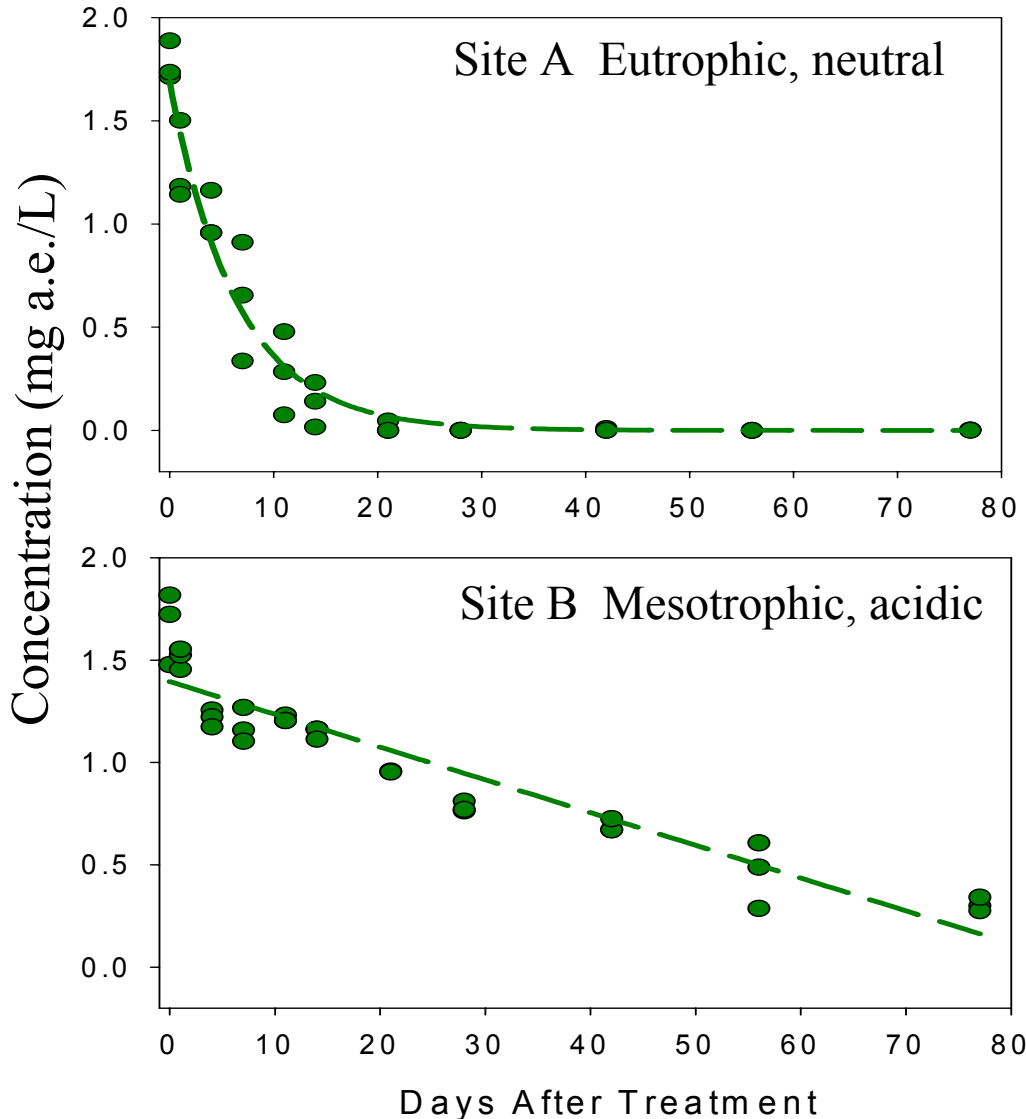 Concentration (mg a.e./L)
2.0
Site A Eutrophic, neutral
1.5
1.0
0.5
0.0
0 10 20 30 40 50 60 70 80
2.0
Site B Mesotrophic, acidic
1.5
1.0
0.5
0.0
0 10 20 30 40 50 60 70 80
Days After Treatment